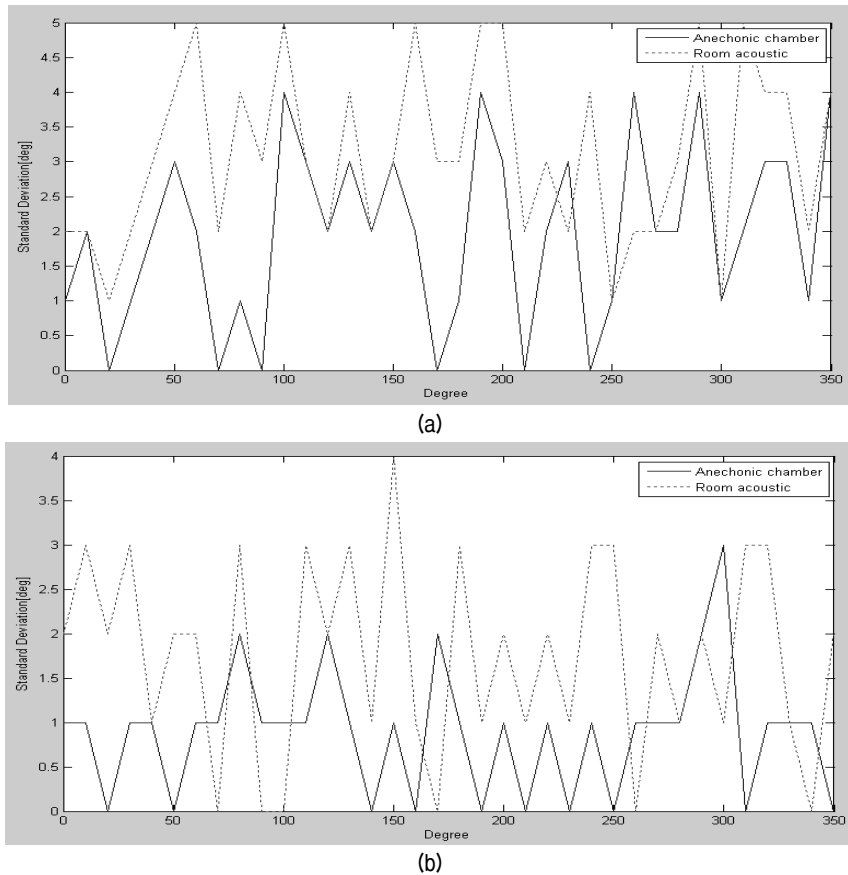 5
4.5
4
3.5
3
2.5
2
1.5
1
0.5
0
Standard Deviation[deg]
Anechonic chamber
Room acoustic
0 50 100 150 200 250 300 350
Degree
(a)
4
3.5
3
2.5
2
1.5
1
0.5
0
Standard Deviation[deg]
Anechonic chamber
Room acoustic
0 50 100 150 200 250 300 350
Degree
(b)